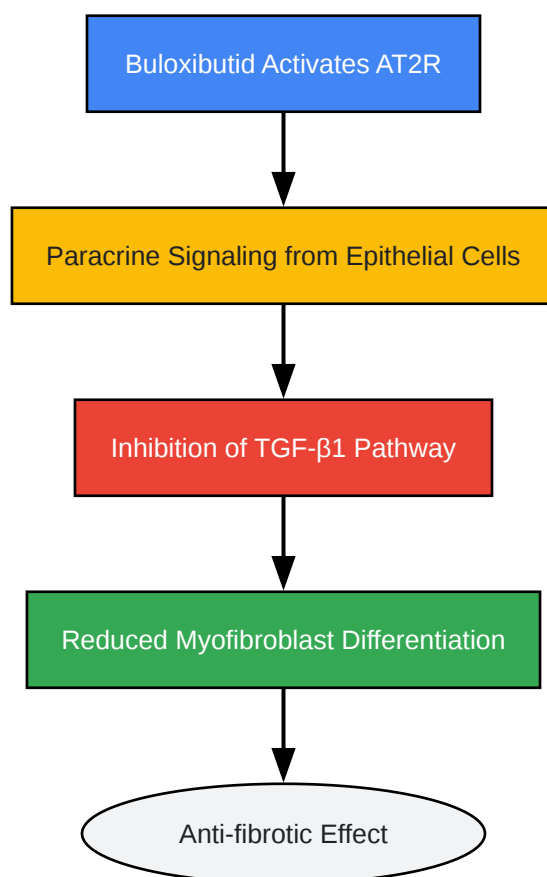 Buloxibutid Activates AT2R
Paracrine Signaling from Epithelial Cells
Inhibition of TGF-β1 Pathway
Reduced Myofibroblast Differentiation
Anti-fibrotic Effect